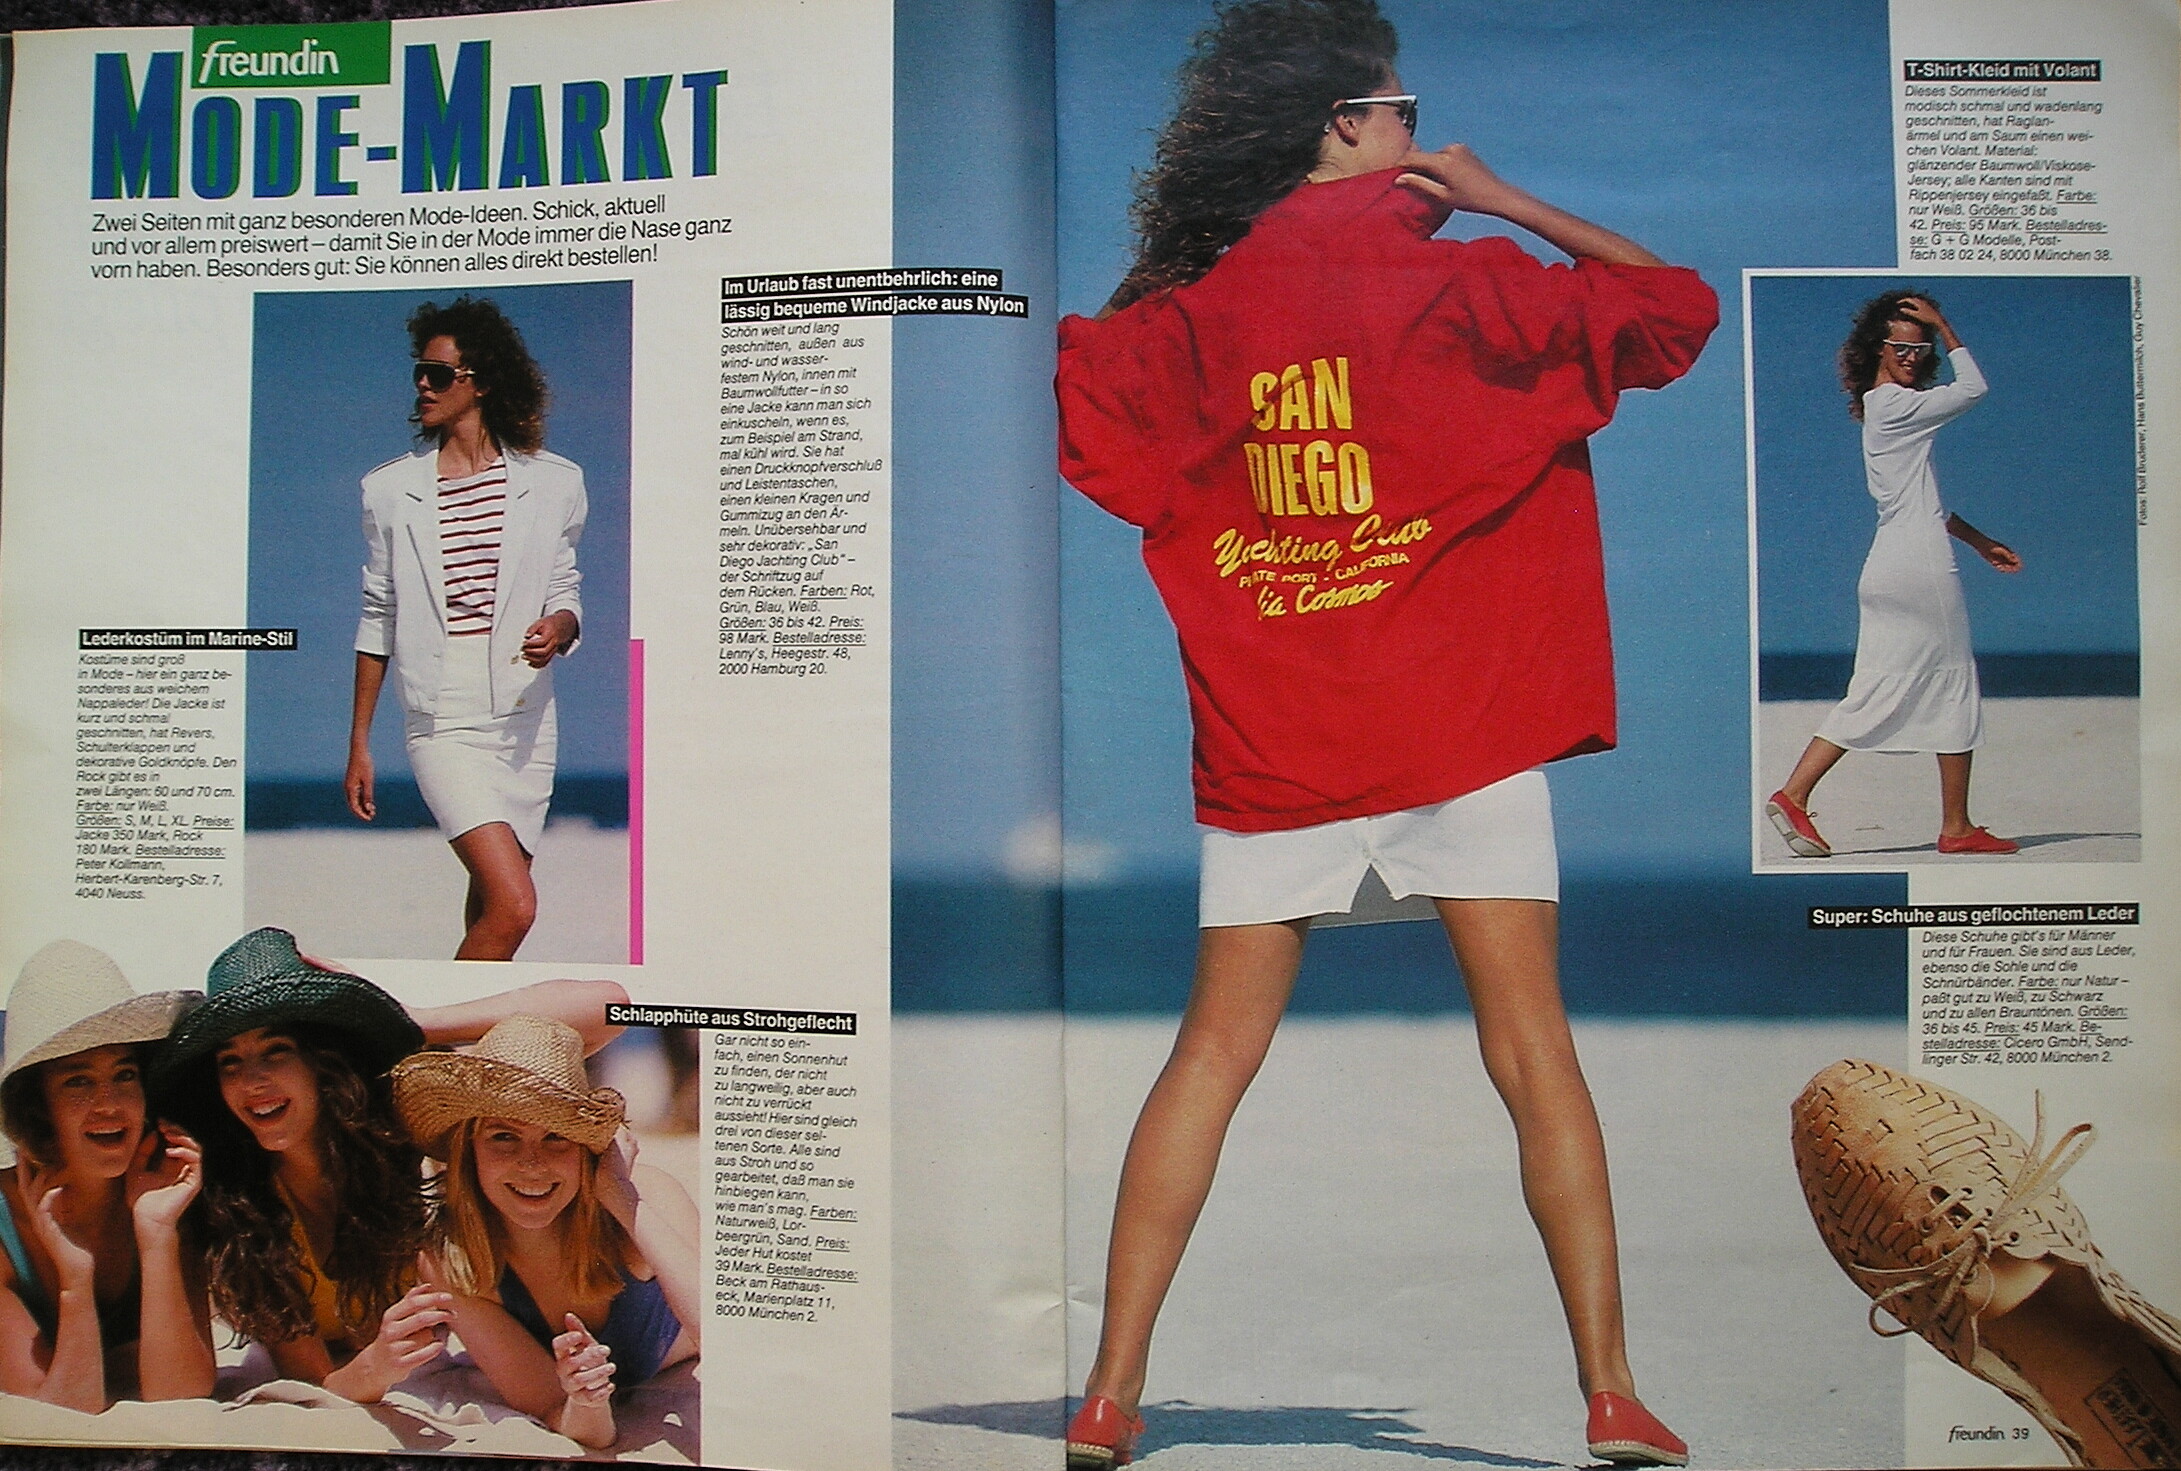 freundin
MODE-MARKT
Zwei Seiten mit ganz besonderen Mode-Ideen. Schick, aktuell
und vor allem preiswert – damit Sie in der Mode immer die Nase ganz
vorn haben. Besonders gut: Sie können alles direkt bestellen!
Lederkostüm im Marine-Stil
Kostüme sind groß
in Mode – hier ein ganz be-
sonderes aus weichem
Nappaleder! Die Jacke ist
kurz und schmal
geschnitten, hat Revers,
Schulterklappen und
dekorative Goldknöpfe. Den
Rock gibt es in
zwei Längen: 60 und 70 cm.
Farbe: nur Weiß.
Größen: S, M, L, XL. Preise:
Jacke 350 Mark, Rock
180 Mark. Bestelladresse:
Peter Kollmann,
Herbert-Karenberg-Str. 7,
4040 Neuss.
Im Urlaub fast unentbehrlich: eine
lässig bequeme Windjacke aus Nylon
Schön weit und lang
geschnitten, außen aus
wind- und wasser-
festem Nylon, innen mit
Baumwollfutter – in so
eine Jacke kann man sich
einkuscheln, wenn es,
zum Beispiel am Strand,
mal kühl wird. Sie hat
einen Druckknopfverschluß
und Leistentaschen,
einen kleinen Kragen und
Gummizug an den Är-
meln. Unübersehbar und
sehr dekorativ: „San
Diego Jachting Club“ –
der Schriftzug auf
dem Rücken. Farben: Rot,
Grün, Blau, Weiß.
Größen: 36 bis 42. Preis:
98 Mark. Bestelladresse:
Lenny's, Heegestr. 48,
2000 Hamburg 20.
Schlapphüte aus Strohgeflecht
Gar nicht so ein-
fach, einen Sonnenhut
zu finden, der nicht
zu langweilig, aber auch
nicht zu verrückt
aussieht! Hier sind gleich
drei von dieser sel-
tenen Sorte. Alle sind
aus Stroh und so
gearbeitet, daß man sie
hinbiegen kann,
wie man's mag. Farben:
Naturweiß, Lor-
beergrün, Sand. Preis:
Jeder Hut kostet
39 Mark. Bestelladresse:
Beck am Rathaus-
eck, Marienplatz 11,
8000 München 2.
SAN
DIEGO
Yachting Club
PORT - CALIFORNIA
Cosmos
T-Shirt-Kleid mit Volant
Dieses Sommerkleid ist
modisch schmal und wadenlang
geschnitten, hat Raglan-
ärmel und am Saum einen wei-
chen Volant. Material:
glänzender Baumwoll/Viskose-
Jersey; alle Kanten sind mit
Rippenjersey eingefaßt. Farbe:
nur Weiß. Größen: 36 bis
42. Preis: 95 Mark. Bestelladres-
se: G + G Modelle, Post-
fach 38 02 24, 8000 München 38.
Fotos: Rolf Bruderer, Hans Buttermilch, Guy Chevalier
Super: Schuhe aus geflochtenem Leder
Diese Schuhe gibt's für Männer
und für Frauen. Sie sind aus Leder,
ebenso die Sohle und die
Schnürbänder. Farbe: nur Natur –
paßt gut zu Weiß, zu Schwarz
und zu allen Brauntönen. Größen:
36 bis 45. Preis: 45 Mark. Be-
stelladresse: Cicero GmbH, Send-
linger Str. 42, 8000 München 2.
freundin 39